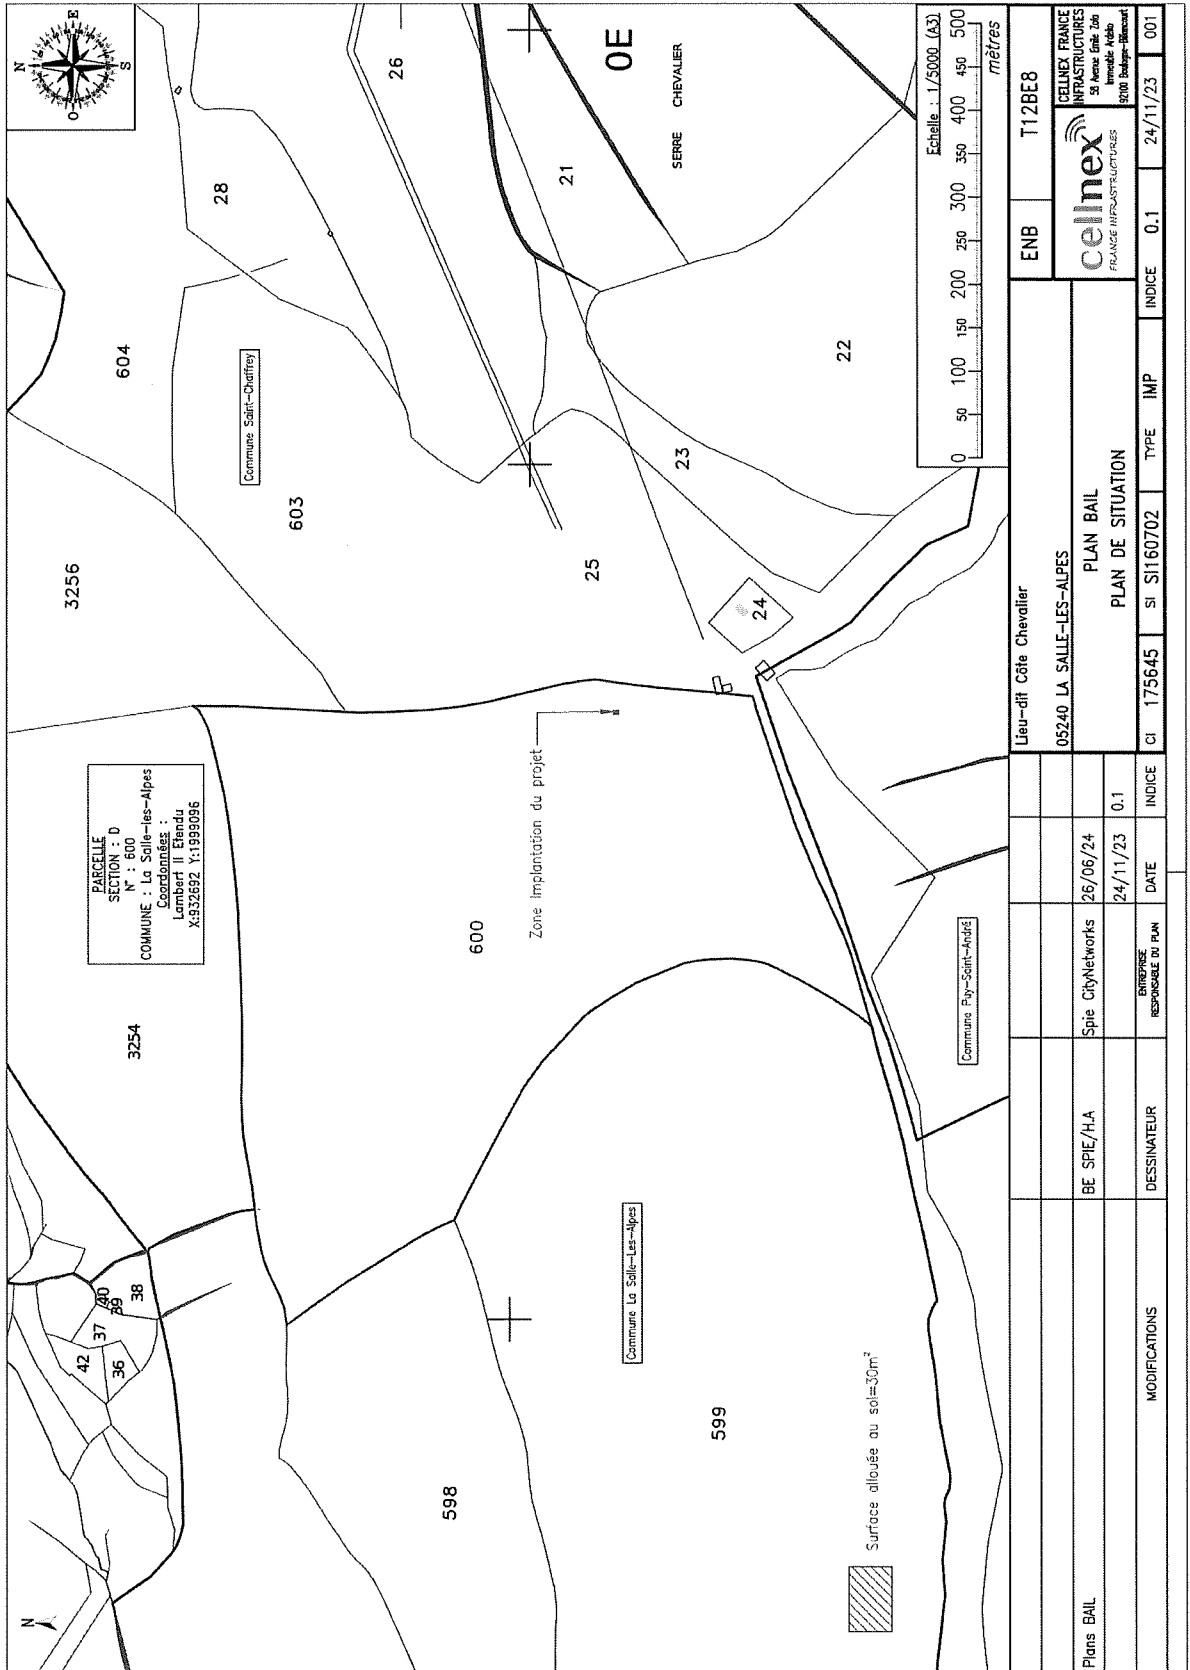 N
E
S
O
N
PARCELLE
SECTION : D
N° : 600
COMMUNE : La Salle-les-Alpes
Coordonnées :
Lambert II Etendu
X:932692 Y:1999096
3256
604
28
26
3254
603
Commune Saint-Chaffrey
42
37
40
39
38
36
0E
SERRE CHEVALIER
21
25
600
598
Zone Implantation du projet
23
22
24
599
Commune La Salle-Les-Alpes
Commune Puy-Saint-André
Surface allouée au sol=30m²
Echelle : 1/5000 (A3)
0 50 100 150 200 250 300 350 400 450 500
mètres
Lieu-dit Côte Chevalier
05240 LA SALLE-LES-ALPES
ENB
T12BE8
PLAN BAIL
PLAN DE SITUATION
cellnex
FRANCE INFRASTRUCTURES
CELLNEX FRANCE
INFRASTRUCTURES
58 Avenue Emile Zola
Immeuble Ardeko
92100 Boulogne-Billancourt
Plans BAIL
BE SPIE/H.A
Spie CityNetworks
26/06/24
24/11/23
0.1
MODIFICATIONS
DESSINATEUR
ENTREPRISE
RESPONSABLE DU PLAN
DATE
INDICE
CI
175645
SI
SI160702
TYPE
IMP
INDICE
0.1
24/11/23
001